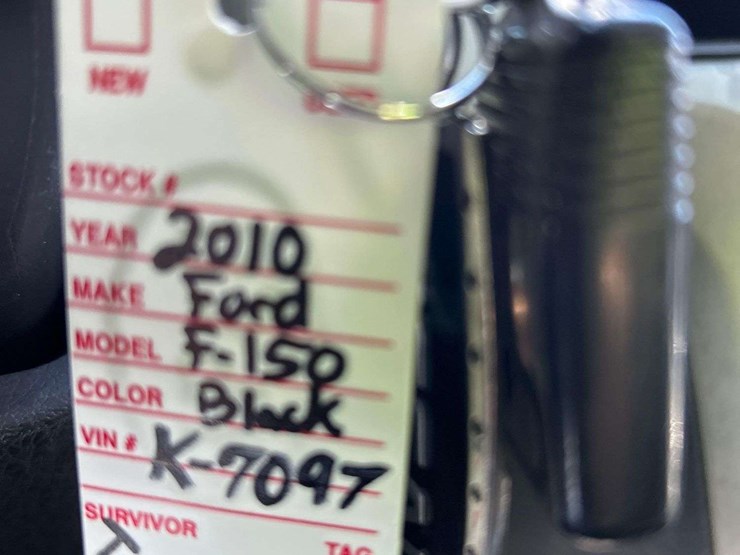 NEW
STOCK #
YEAR 2010
MAKE Ford
MODEL F-150
COLOR Black
VIN # K-7097
SURVIVOR
TAG